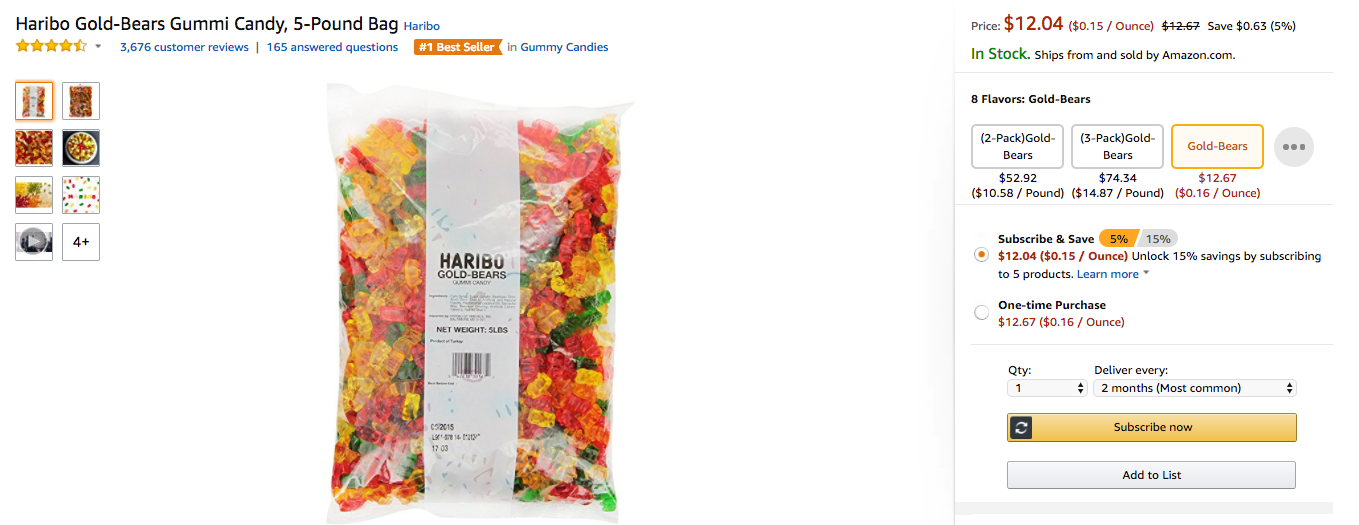 Haribo Gold-Bears Gummi Candy, 5-Pound Bag Haribo
3,676 customer reviews | 165 answered questions #1 Best Seller in Gummy Candies
4+
HARIBO
GOLD-BEARS
GUMMI CANDY
NET WEIGHT: 5LBS
Product of Turkey
Price: $12.04 ($0.15 / Ounce) $12.67 Save $0.63 (5%)
In Stock. Ships from and sold by Amazon.com.
8 Flavors: Gold-Bears
(2-Pack)Gold-
Bears
$52.92
($10.58 / Pound)
(3-Pack)Gold-
Bears
$74.34
($14.87 / Pound)
Gold-Bears
$12.67
($0.16 / Ounce)
Subscribe & Save 5% 15%
$12.04 ($0.15 / Ounce) Unlock 15% savings by subscribing
to 5 products. Learn more
One-time Purchase
$12.67 ($0.16 / Ounce)
Qty: Deliver every:
1 2 months (Most common)
Subscribe now
Add to List